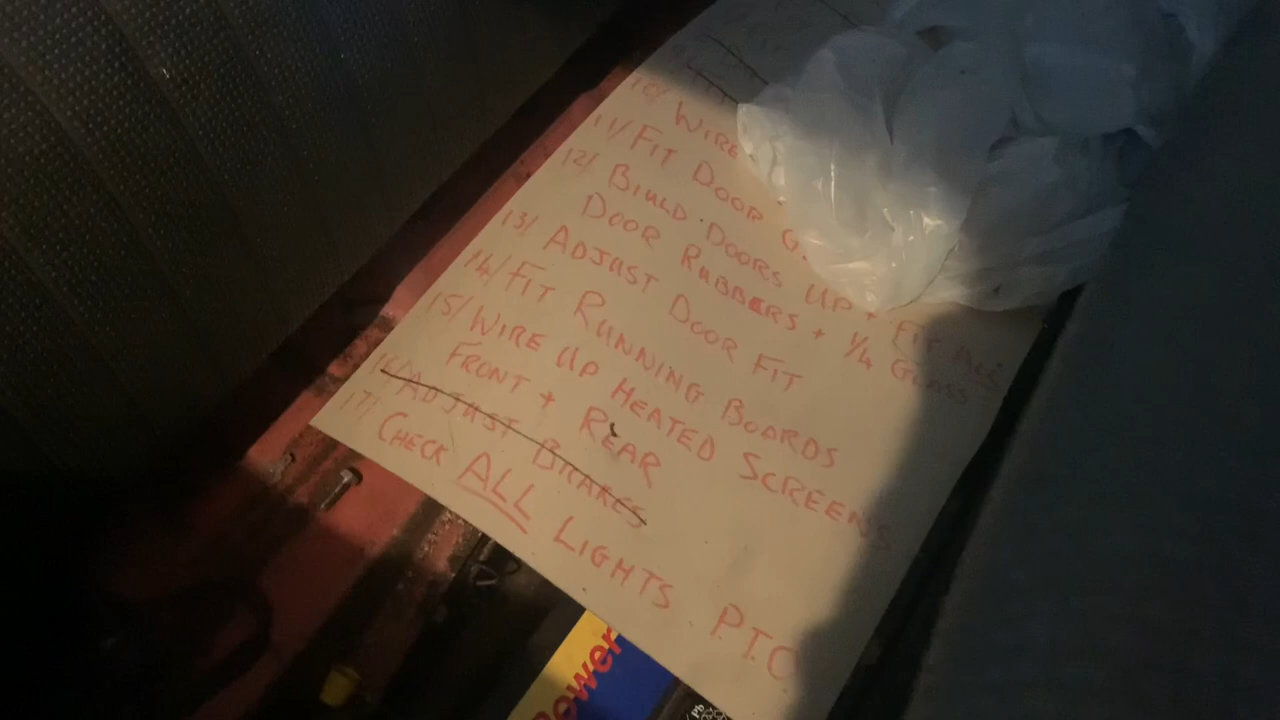 10/ WIRE
11/ FIT DOOR G
12/ BIULD DOORS UP + FIT ALL
DOOR RUBBERS + 1/4 GLASS
13/ ADJUST DOOR FIT
14/ FIT RUNNING BOARDS
15/ WIRE UP HEATED SCREENS
FRONT + REAR
16/ ADJUST BRAKES
17/ CHECK ALL LIGHTS P.T.O
Power
Pb